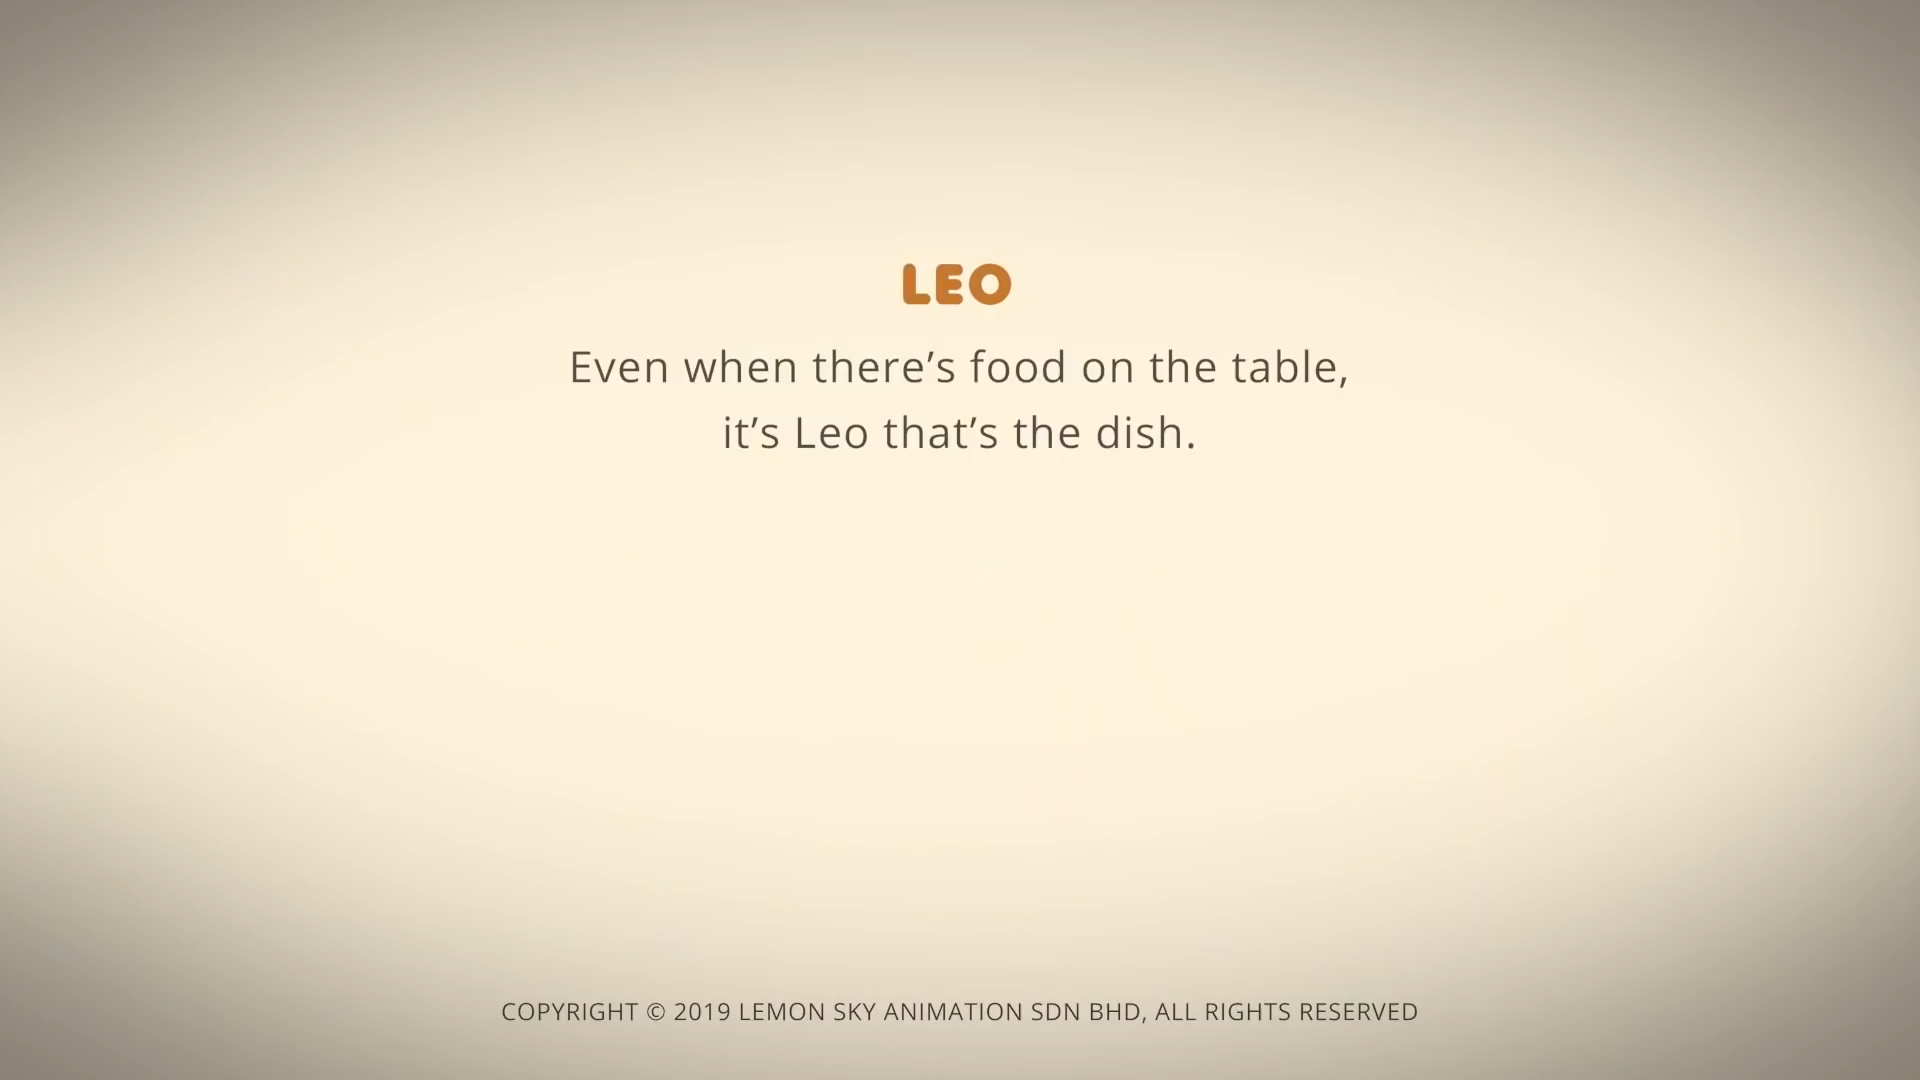 LEO
Even when there’s food on the table,
it’s Leo that’s the dish.
COPYRIGHT © 2019 LEMON SKY ANIMATION SDN BHD, ALL RIGHTS RESERVED